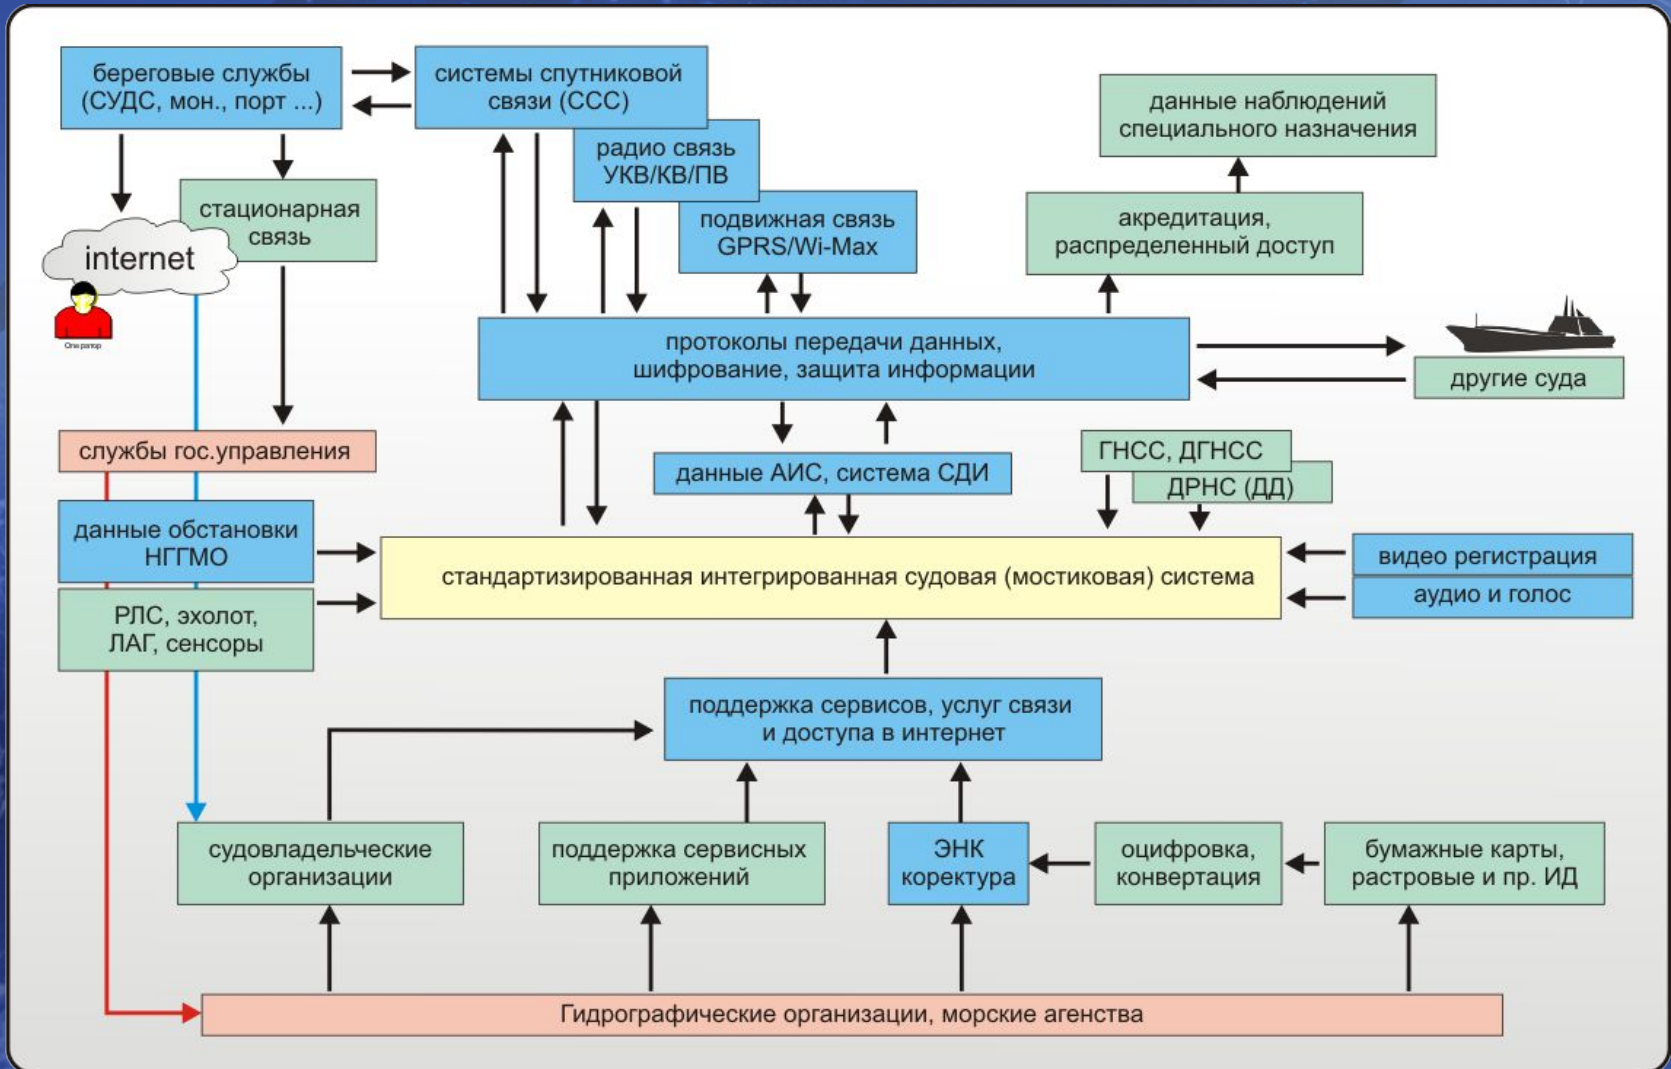 береговые службы
(СУДС, мон., порт ...)
системы спутниковой
связи (ССС)
данные наблюдений
специального назначения
радио связь
УКВ/КВ/ПВ
стационарная
связь
подвижная связь
GPRS/Wi-Max
акредитация,
распределенный доступ
internet
Оператор
протоколы передачи данных,
шифрование, защита информации
другие суда
службы гос.управления
данные АИС, система СДИ
ГНСС, ДГНСС
ДРНС (ДД)
данные обстановки
НГГМО
стандартизированная интегрированная судовая (мостиковая) система
видео регистрация
аудио и голос
РЛС, эхолот,
ЛАГ, сенсоры
поддержка сервисов, услуг связи
и доступа в интернет
судовладельческие
организации
поддержка сервисных
приложений
ЭНК
коректура
оцифровка,
конвертация
бумажные карты,
растровые и пр. ИД
Гидрографические организации, морские агенства